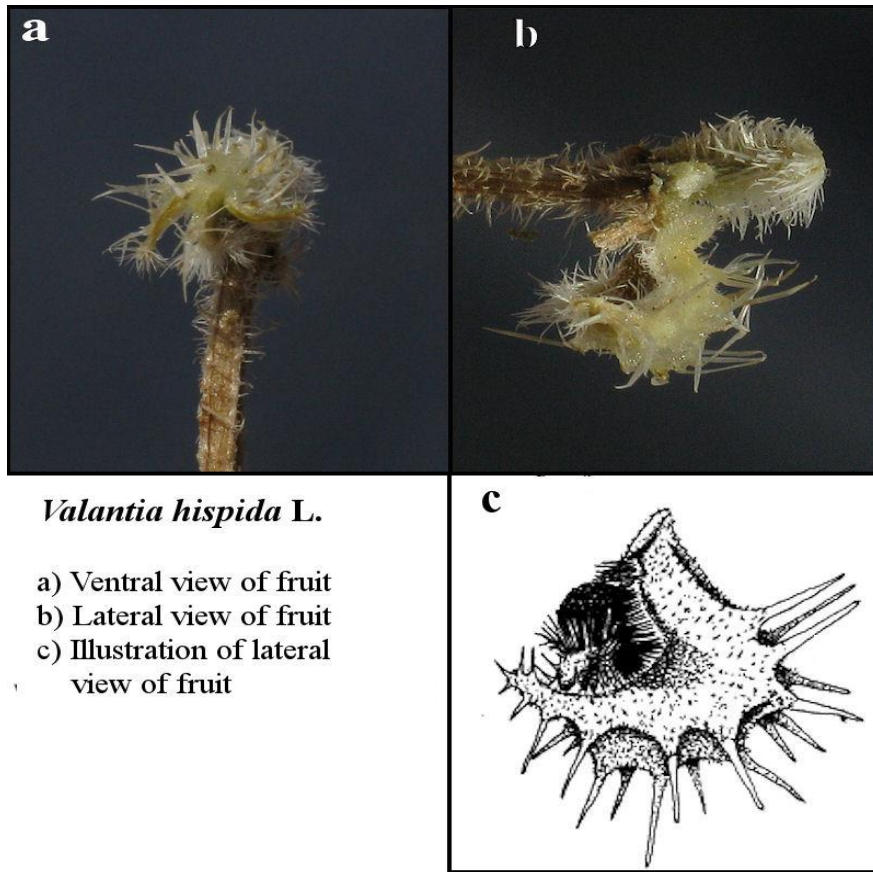 a
b
Valantia hispida L.
a) Ventral view of fruit
b) Lateral view of fruit
c) Illustration of lateral
view of fruit
c